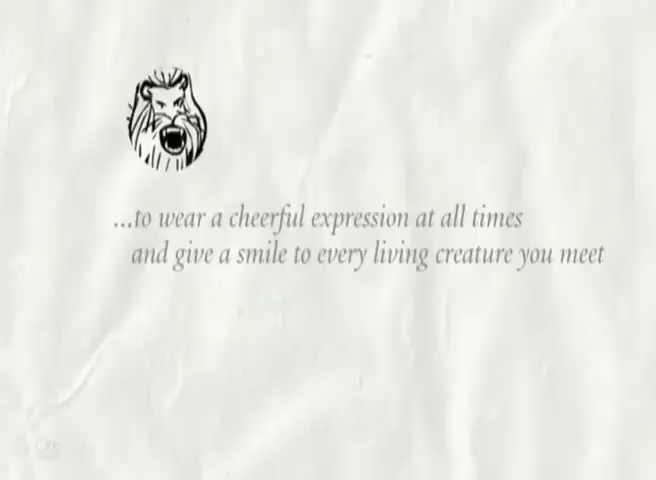 ...to wear a cheerful expression at all times
and give a smile to every living creature you meet